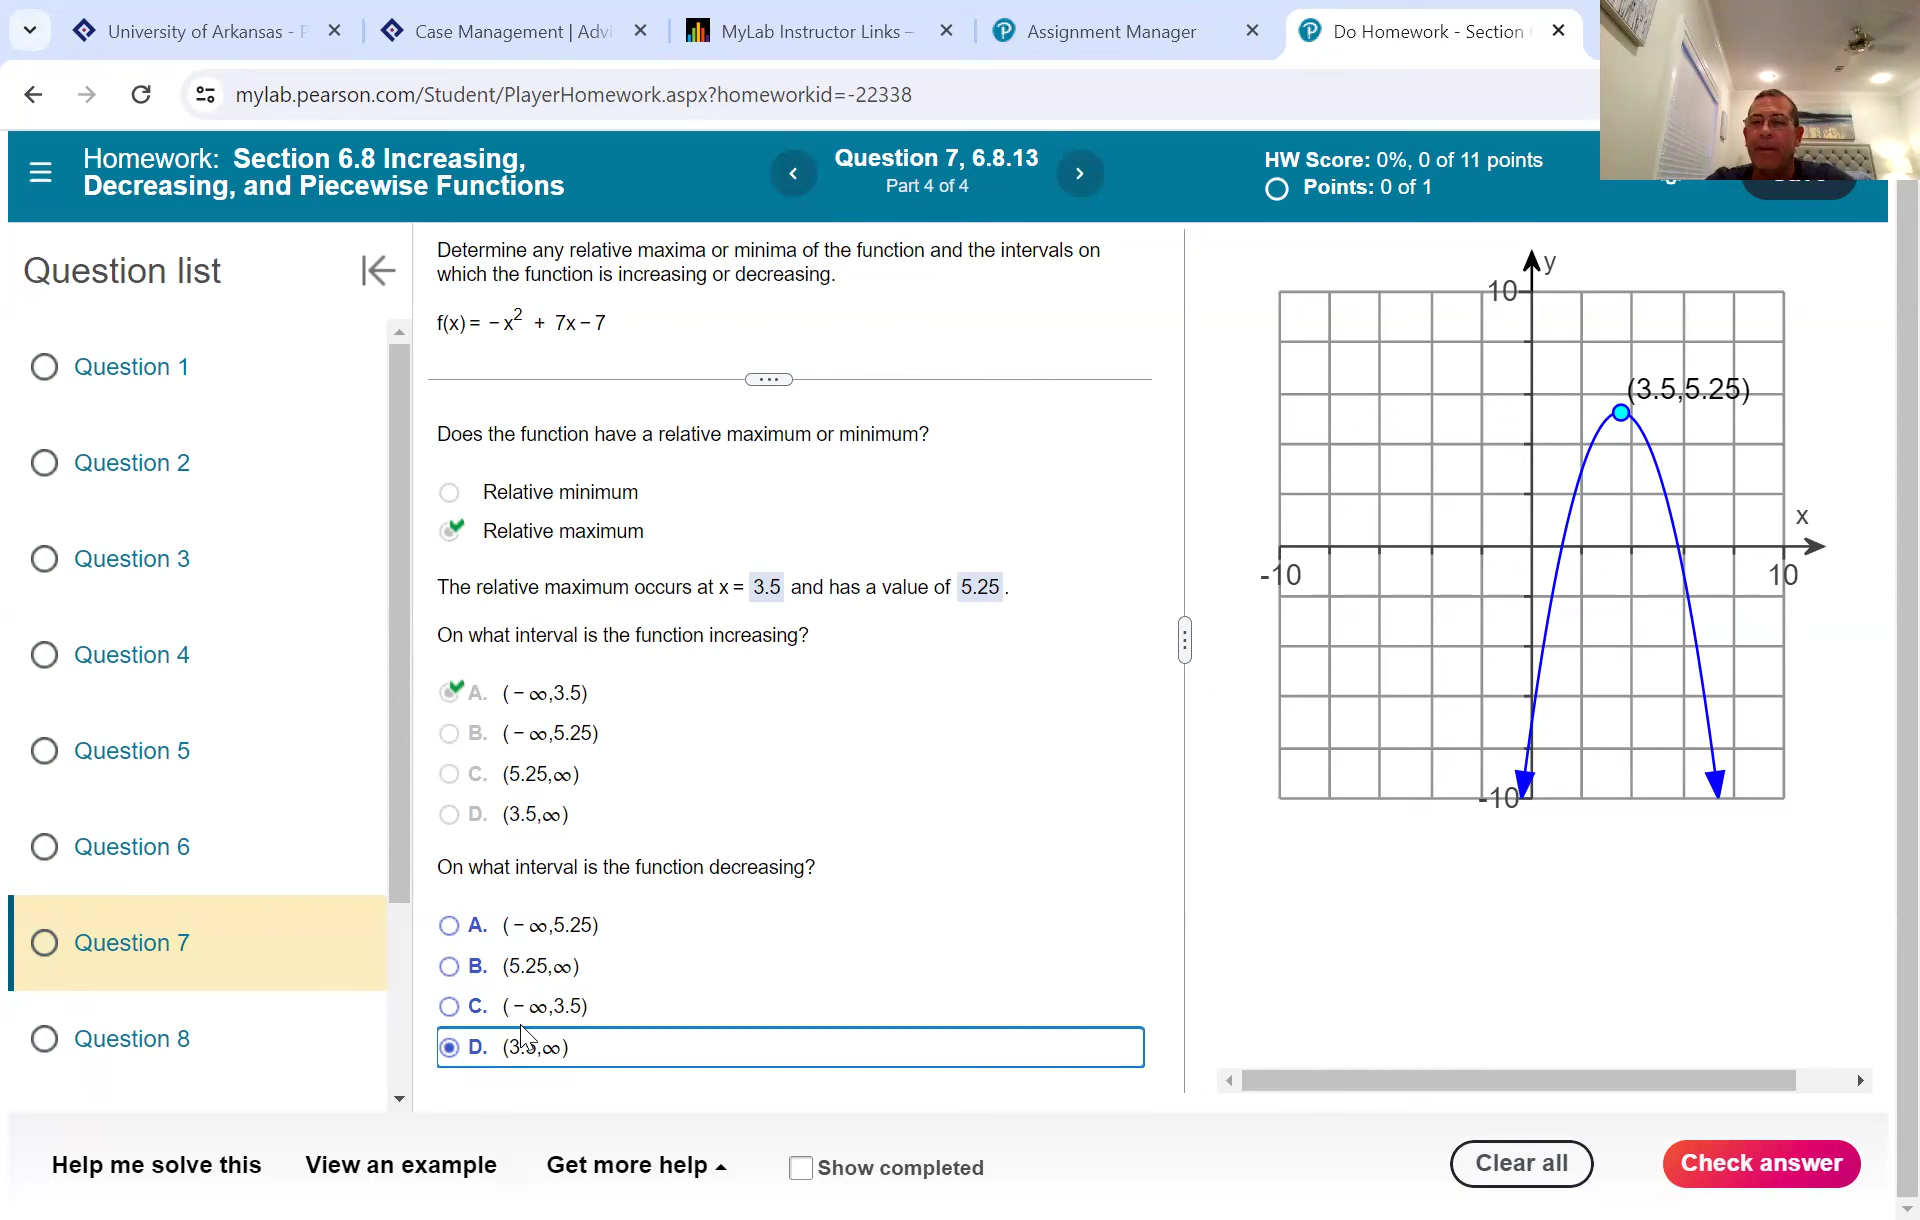 University of Arkansas -
Case Management | Advi
MyLab Instructor Links –
Assignment Manager
Do Homework - Section
mylab.pearson.com/Student/PlayerHomework.aspx?homeworkid=-22338
Homework: Section 6.8 Increasing,
Decreasing, and Piecewise Functions
Question 7, 6.8.13
Part 4 of 4
HW Score: 0%, 0 of 11 points
Points: 0 of 1
Question list
Question 1
Question 2
Question 3
Question 4
Question 5
Question 6
Question 7
Question 8
Determine any relative maxima or minima of the function and the intervals on
which the function is increasing or decreasing.
f(x) = − x² + 7x − 7
Does the function have a relative maximum or minimum?
Relative minimum
Relative maximum
The relative maximum occurs at x = 3.5 and has a value of 5.25.
On what interval is the function increasing?
A. (− ∞,3.5)
B. (− ∞,5.25)
C. (5.25,∞)
D. (3.5,∞)
On what interval is the function decreasing?
A. (− ∞,5.25)
B. (5.25,∞)
C. (− ∞,3.5)
D. (3.5,∞)
y
10
(3.5,5.25)
x
-10
10
-10
Help me solve this
View an example
Get more help
Show completed
Clear all
Check answer